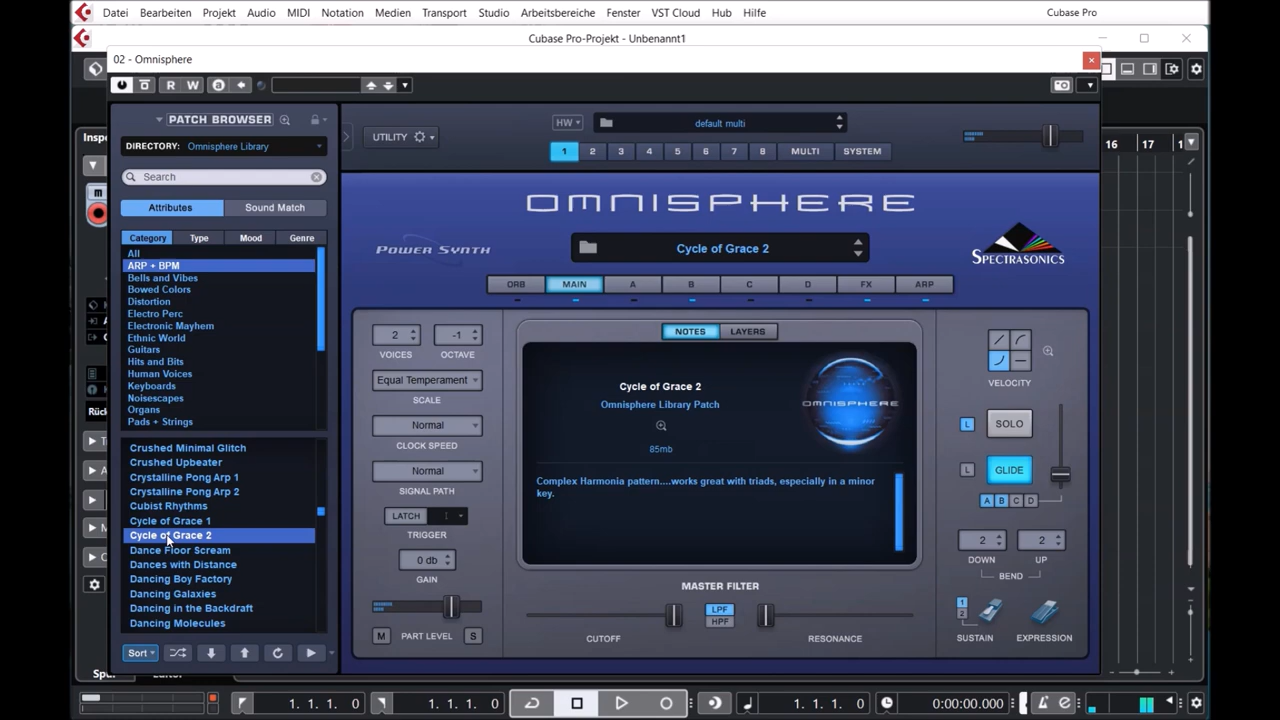 Datei Bearbeiten Projekt Audio MIDI Notation Medien Transport Studio Arbeitsbereiche Fenster VST Cloud Hub Hilfe Cubase Pro
Cubase Pro-Projekt - Unbenannt1
02 - Omnisphere
R W a
PATCH BROWSER
DIRECTORY: Omnisphere Library
Search
Attributes Sound Match
Category Type Mood Genre
All
ARP + BPM
Bells and Vibes
Bowed Colors
Distortion
Electro Perc
Electronic Mayhem
Ethnic World
Guitars
Hits and Bits
Human Voices
Keyboards
Noisescapes
Organs
Pads + Strings
Crushed Minimal Glitch
Crushed Upbeater
Crystalline Pong Arp 1
Crystalline Pong Arp 2
Cubist Rhythms
Cycle of Grace 1
Cycle of Grace 2
Dance Floor Scream
Dances with Distance
Dancing Boy Factory
Dancing Galaxies
Dancing in the Backdraft
Dancing Molecules
Sort
UTILITY
HW default multi
1 2 3 4 5 6 7 8 MULTI SYSTEM
OMNISPHERE
POWER SYNTH
Cycle of Grace 2
SPECTRASONICS
ORB MAIN A B C D FX ARP
2 -1
VOICES OCTAVE
Equal Temperament
SCALE
Normal
CLOCK SPEED
Normal
SIGNAL PATH
LATCH
TRIGGER
0 db
GAIN
M PART LEVEL S
NOTES LAYERS
Cycle of Grace 2
Omnisphere Library Patch
85mb
OMNISPHERE
Complex Harmonia pattern....works great with triads, especially in a minor
key.
MASTER FILTER
LPF
HPF
CUTOFF RESONANCE
VELOCITY
L SOLO
L GLIDE
A B C D
2 2
DOWN UP
BEND
1
2
SUSTAIN EXPRESSION
Inspe
m
Rück
16 17 1
1. 1. 1. 0 1. 1. 1. 0 1. 1. 1. 0 0:00:00.000